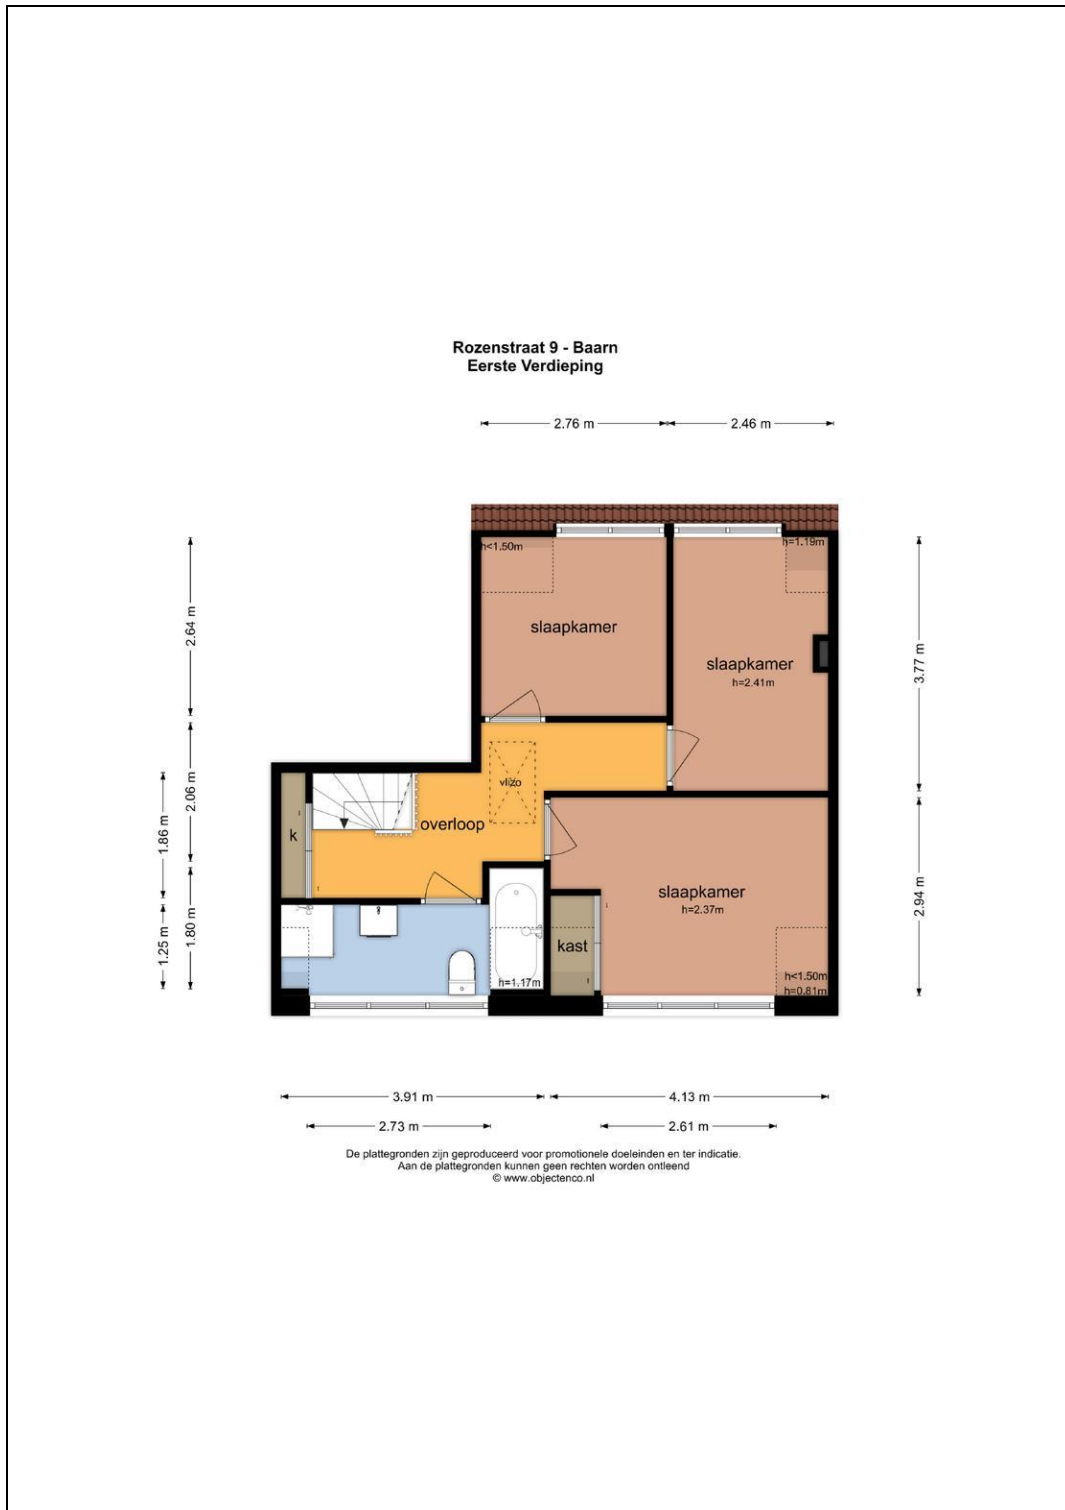 Rozenstraat 9 - Baarn
Eerste Verdieping
2.76 m
2.46 m
h<1.50m
h=1.19m
slaapkamer
slaapkamer
h=2.41m
2.64 m
3.77 m
vlizo
2.06 m
1.86 m
k
overloop
slaapkamer
h=2.37m
2.94 m
1.25 m
1.80 m
kast
h=1.17m
h<1.50m
h=0.81m
3.91 m
4.13 m
2.73 m
2.61 m
De plattegronden zijn geproduceerd voor promotionele doeleinden en ter indicatie.
Aan de plattegronden kunnen geen rechten worden ontleend
© www.objectenco.nl